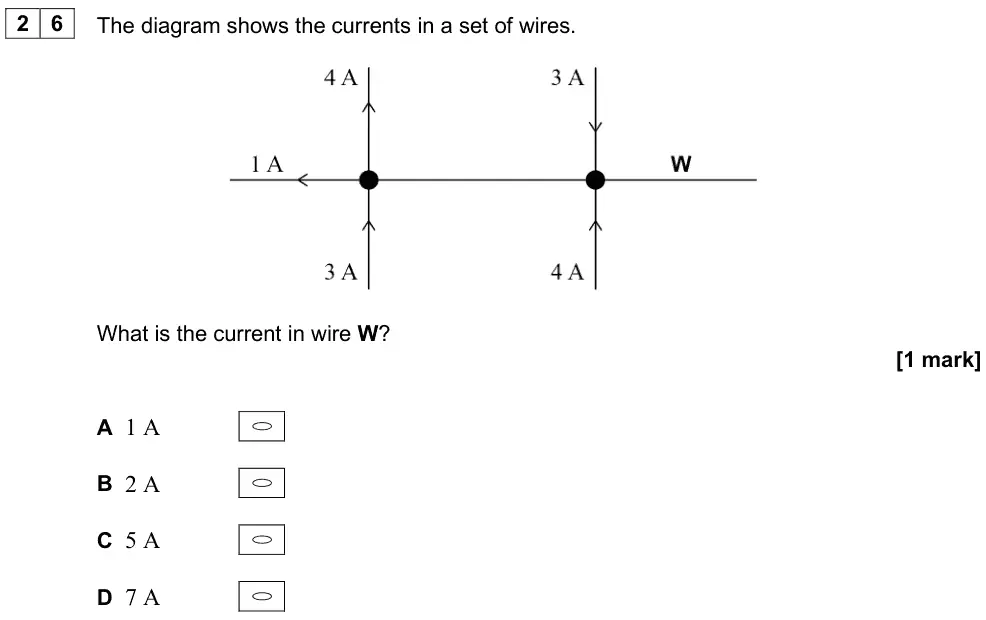 2 6 The diagram shows the currents in a set of wires.
4 A 3 A
1 A W
3 A 4 A
What is the current in wire W?
[1 mark]
A 1 A
B 2 A
C 5 A
D 7 A